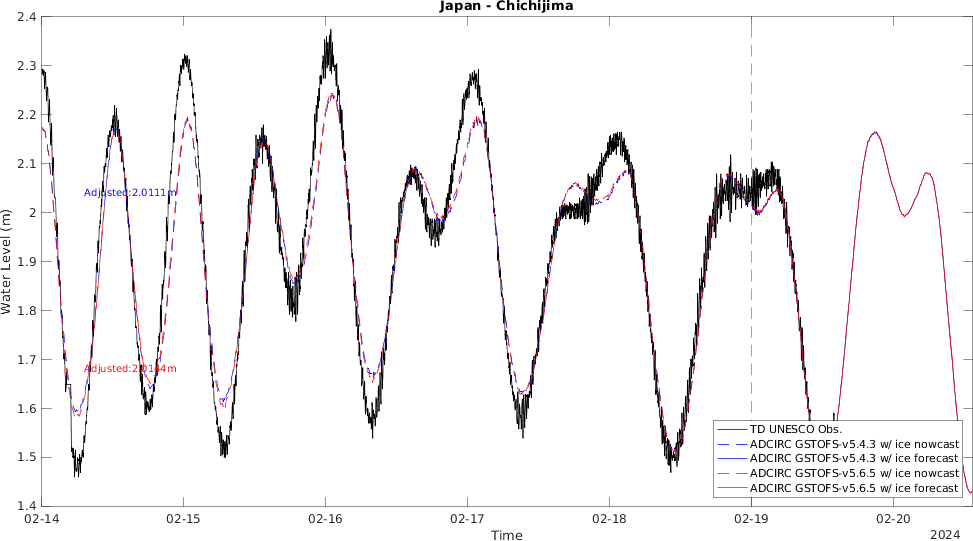 Japan - Chichijima
2.4
2.3
2.2
2.1
2
1.9
1.8
1.7
1.6
1.5
1.4
Water Level (m)
Adjusted:2.0111m
Adjusted:2.0144m
TD UNESCO Obs.
ADCIRC GSTOFS-v5.4.3 w/ ice nowcast
ADCIRC GSTOFS-v5.4.3 w/ ice forecast
ADCIRC GSTOFS-v5.6.5 w/ ice nowcast
ADCIRC GSTOFS-v5.6.5 w/ ice forecast
02-14 02-15 02-16 02-17 02-18 02-19 02-20
Time
2024